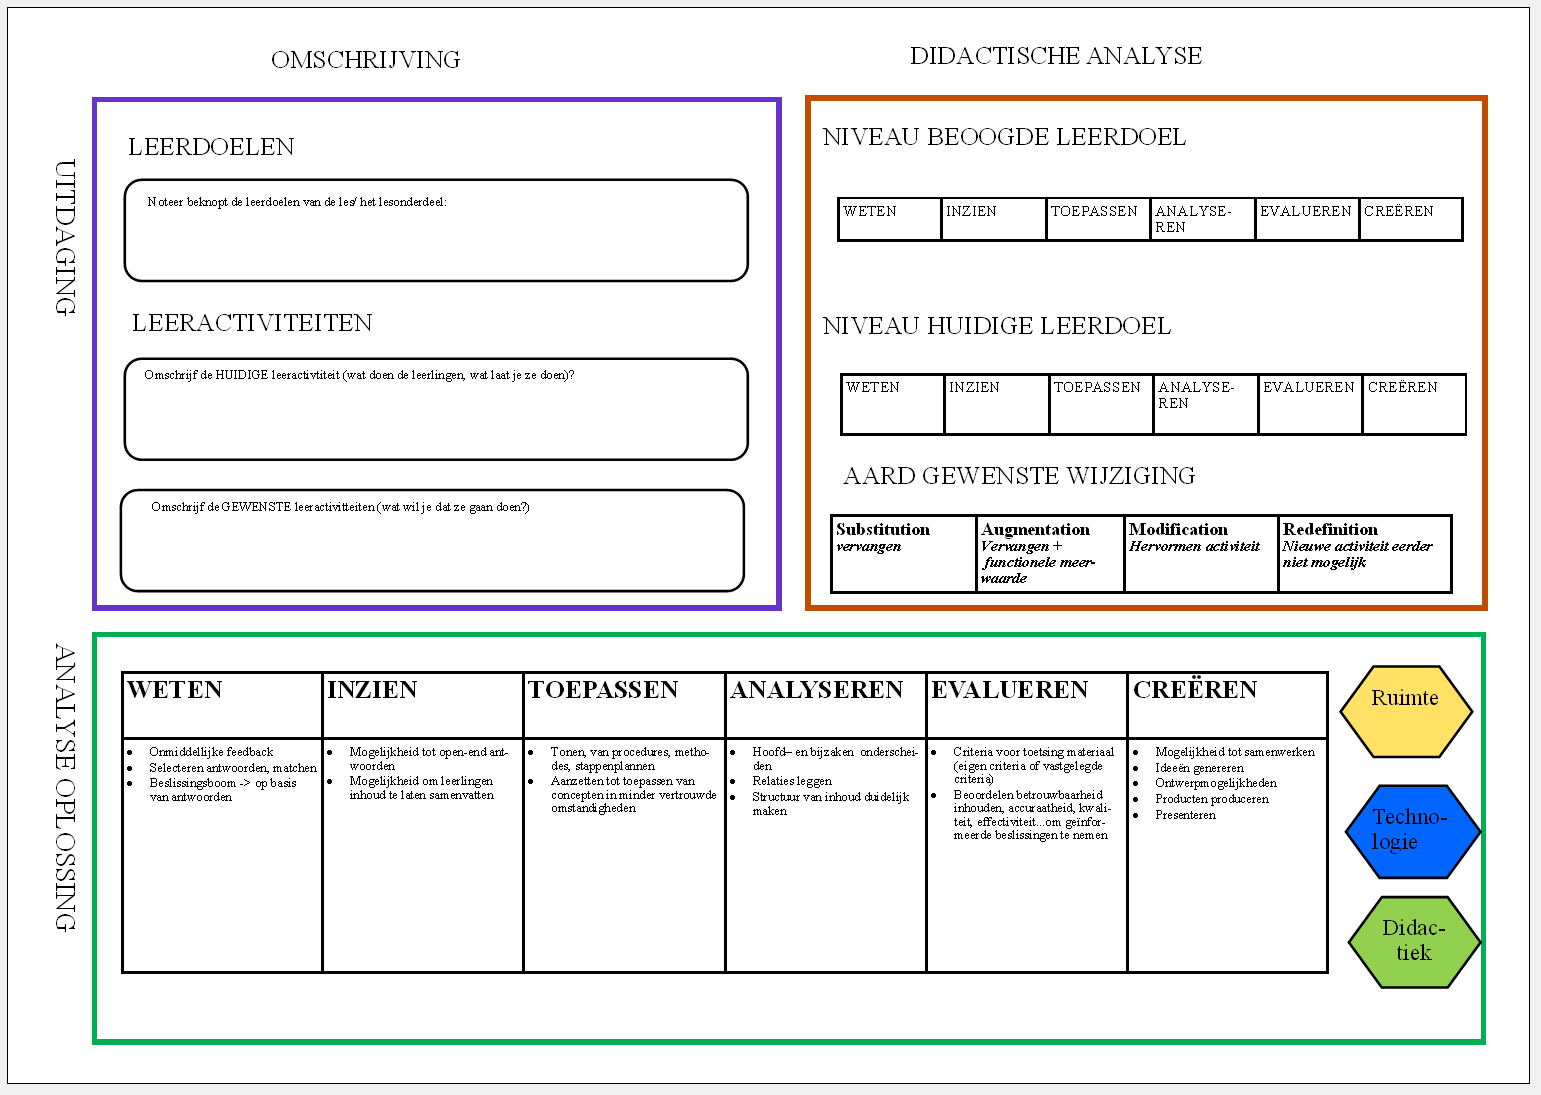 OMSCHRIJVING
DIDACTISCHE ANALYSE
UITDAGING
LEERDOELEN
Noteer beknopt de leerdoelen van de les/ het lesonderdeel:
LEERACTIVITEITEN
Omschrijf de HUIDIGE leeractivtiteit (wat doen de leerlingen, wat laat je ze doen)?
Omschrijf de GEWENSTE leeractivitteiten (wat wil je dat ze gaan doen?)
NIVEAU BEOOGDE LEERDOEL
WETEN
INZIEN
TOEPASSEN
ANALYSE-
REN
EVALUEREN
CREËREN
NIVEAU HUIDIGE LEERDOEL
WETEN
INZIEN
TOEPASSEN
ANALYSE-
REN
EVALUEREN
CREËREN
AARD GEWENSTE WIJZIGING
Substitution
vervangen
Augmentation
Vervangen +
functionele meer-
waarde
Modification
Hervormen activiteit
Redefinition
Nieuwe activiteit eerder
niet mogelijk
ANALYSE OPLOSSING
WETEN
• Onmiddellijke feedback
• Selecteren antwoorden, matchen
• Beslissingsboom -> op basis
van antwoorden
INZIEN
• Mogelijkheid tot open-end ant-
woorden
• Mogelijkheid om leerlingen
inhoud te laten samenvatten
TOEPASSEN
• Tonen, van procedures, metho-
des, stappenplannen
• Aanzetten tot toepassen van
concepten in minder vertrouwde
omstandigheden
ANALYSEREN
• Hoofd– en bijzaken onderschei-
den
• Relaties leggen
• Structuur van inhoud duidelijk
maken
EVALUEREN
• Criteria voor toetsing materiaal
(eigen criteria of vastgelegde
criteria)
• Beoordelen betrouwbaarheid
inhouden, accuraatheid, kwali-
teit, effectiviteit...om geïnfor-
meerde beslissingen te nemen
CREËREN
• Mogelijkheid tot samenwerken
• Ideeën genereren
• Ontwerpmogelijkheden
• Producten produceren
• Presenteren
Ruimte
Techno-
logie
Didac-
tiek